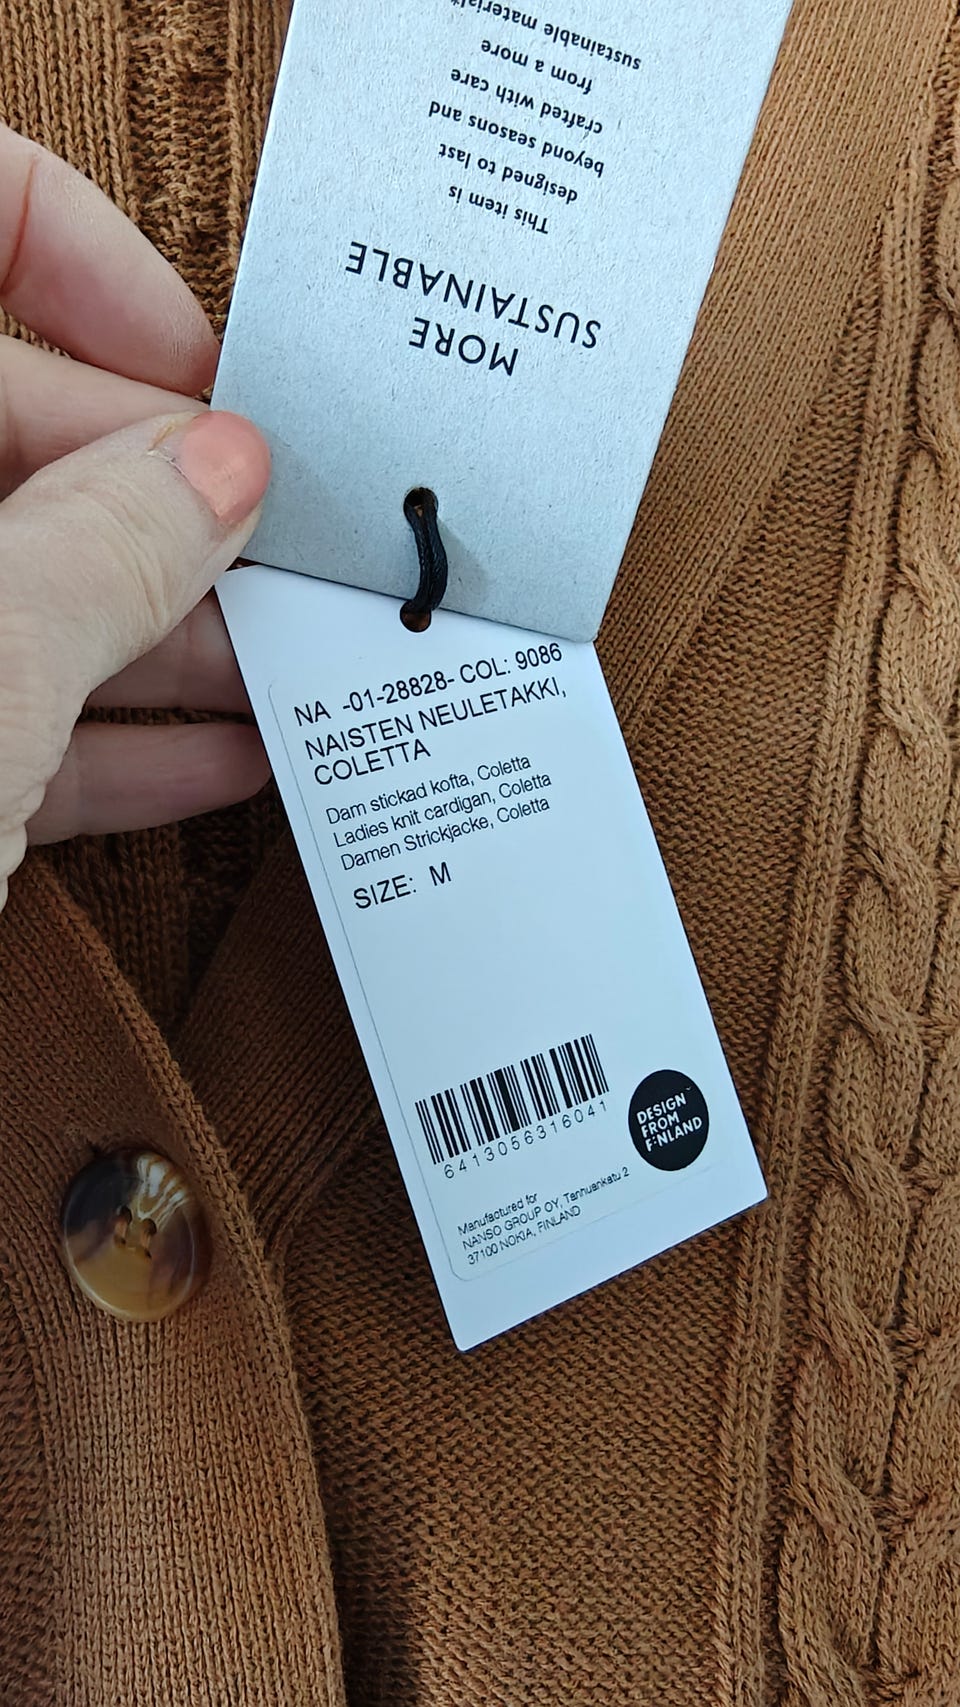 MORE
SUSTAINABLE
This item is
designed to last
beyond seasons and
crafted with care
from a more
sustainable material*
NA -01-28828- COL: 9086
NAISTEN NEULETAKKI,
COLETTA
Dam stickad kofta, Coletta
Ladies knit cardigan, Coletta
Damen Strickjacke, Coletta
SIZE: M
6413056316041
DESIGN
FROM
FINLAND
Manufactured for
NANSO GROUP OY, Tanhuankatu 2
37100 NOKIA, FINLAND